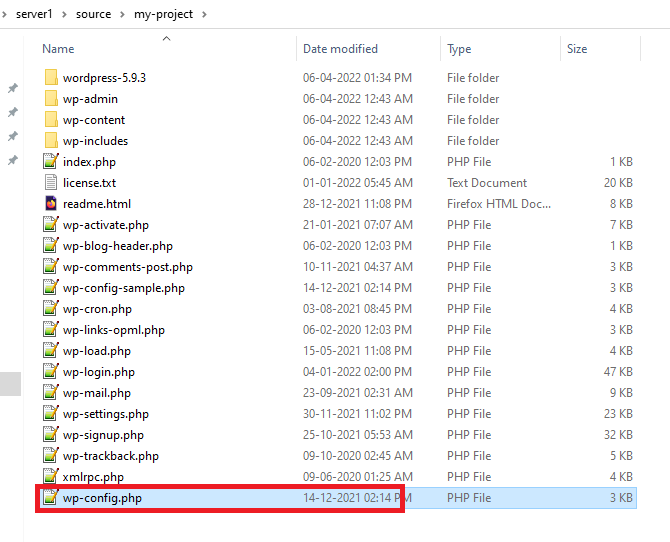 server1 > source > my-project >
Name Date modified Type Size
wordpress-5.9.3 06-04-2022 01:34 PM File folder
wp-admin 06-04-2022 12:43 AM File folder
wp-content 06-04-2022 12:43 AM File folder
wp-includes 06-04-2022 12:43 AM File folder
index.php 06-02-2020 12:03 PM PHP File 1 KB
license.txt 01-01-2022 05:45 AM Text Document 20 KB
readme.html 28-12-2021 11:08 PM Firefox HTML Doc... 8 KB
wp-activate.php 21-01-2021 07:07 AM PHP File 7 KB
wp-blog-header.php 06-02-2020 12:03 PM PHP File 1 KB
wp-comments-post.php 10-11-2021 04:37 AM PHP File 3 KB
wp-config-sample.php 14-12-2021 02:14 PM PHP File 3 KB
wp-cron.php 03-08-2021 08:45 PM PHP File 4 KB
wp-links-opml.php 06-02-2020 12:03 PM PHP File 3 KB
wp-load.php 15-05-2021 11:08 PM PHP File 4 KB
wp-login.php 04-01-2022 02:00 PM PHP File 47 KB
wp-mail.php 23-09-2021 02:31 AM PHP File 9 KB
wp-settings.php 30-11-2021 11:02 PM PHP File 23 KB
wp-signup.php 25-10-2021 05:53 AM PHP File 32 KB
wp-trackback.php 09-10-2020 02:45 AM PHP File 5 KB
xmlrpc.php 09-06-2020 01:25 AM PHP File 4 KB
wp-config.php 14-12-2021 02:14 PM PHP File 3 KB